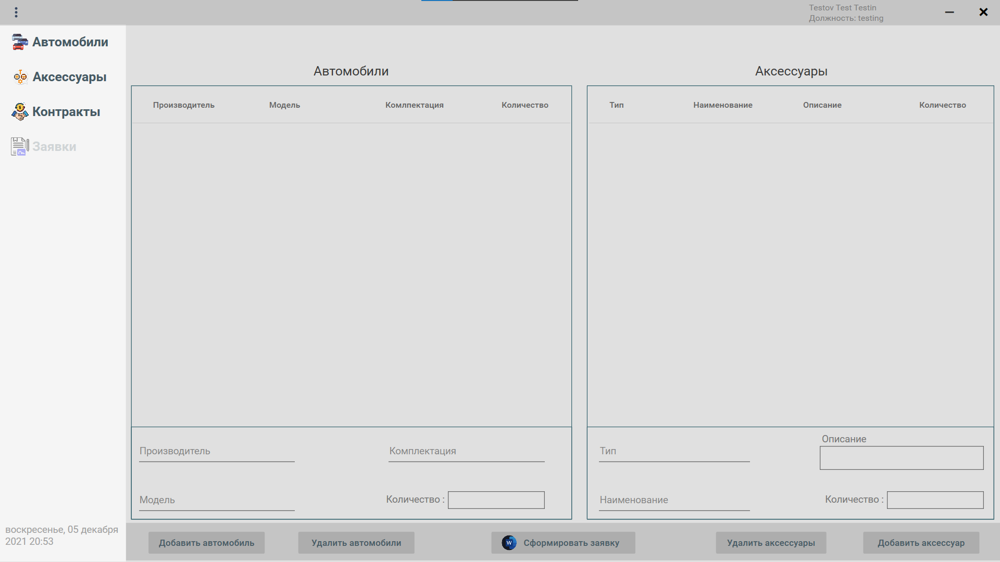 Testov Test Testin
Должность: testing
Автомобили
Аксессуары
Контракты
Заявки
Автомобили
Производитель Модель Комлпектация Количество
Аксессуары
Тип Наименование Описание Количество
Производитель Комплектация
Модель Количество :
Описание
Тип
Наименование Количество :
воскресенье, 05 декабря
2021 20:53
Добавить автомобиль Удалить автомобили W Сформировать заявку Удалить аксессуары Добавить аксессуар